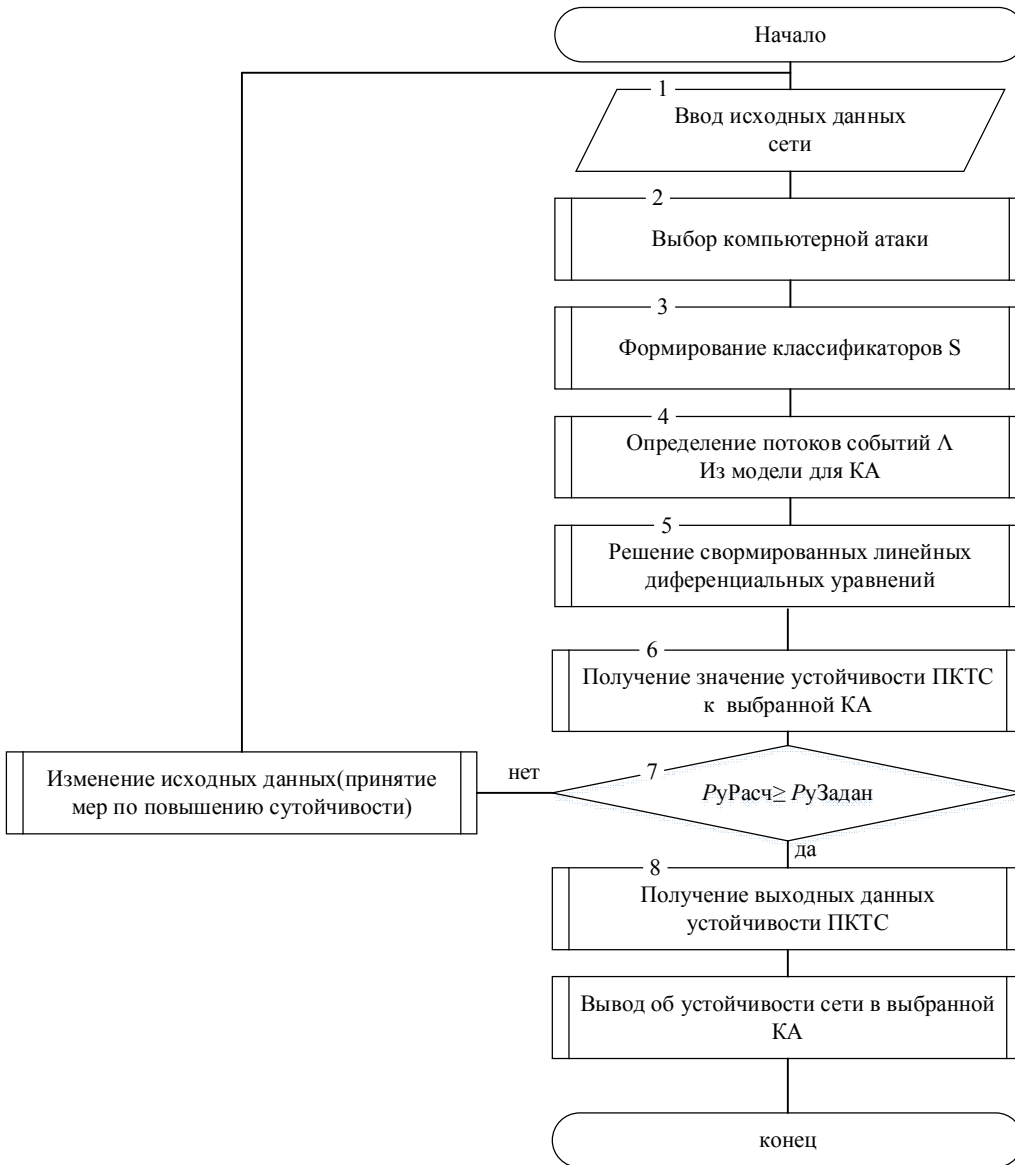 Начало
1
Ввод исходных данных
сети
2
Выбор компьютерной атаки
3
Формирование классификаторов S
4
Определение потоков событий Λ
Из модели для КА
5
Решение свормированных линейных
диференциальных уравнений
6
Получение значение устойчивости ПКТС
к выбранной КА
Изменение исходных данных(принятие
мер по повышению сутойчивости)
нет
7
РуРасч≥ РуЗадан
да
8
Получение выходных данных
устойчивости ПКТС
Вывод об устойчивости сети в выбранной
КА
конец